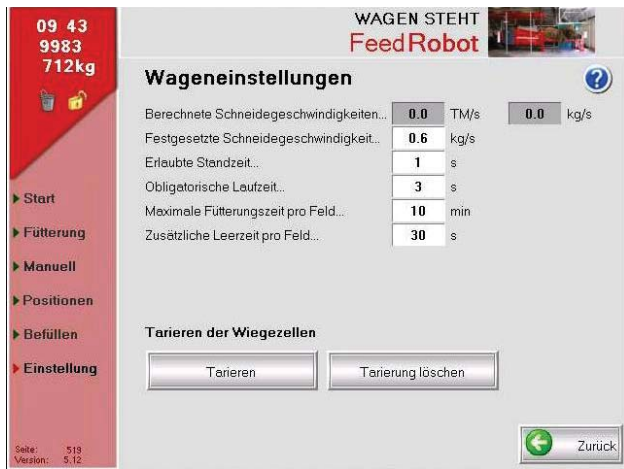 09 43
9983
712kg
WAGEN STEHT
FeedRobot
Wageneinstellungen
?
Berechnete Schneidegeschwindigkeiten... 0.0 TM/s 0.0 kg/s
Festgesetzte Schneidegeschwindigkeit... 0.6 kg/s
Erlaubte Standzeit... 1 s
Obligatorische Laufzeit... 3 s
Maximale Fütterungszeit pro Feld... 10 min
Zusätzliche Leerzeit pro Feld... 30 s
Start
Fütterung
Manuell
Positionen
Befüllen
Einstellung
Tarieren der Wiegezellen
Tarieren Tarierung löschen
Zurück
Seite: 519
Version: 5.12